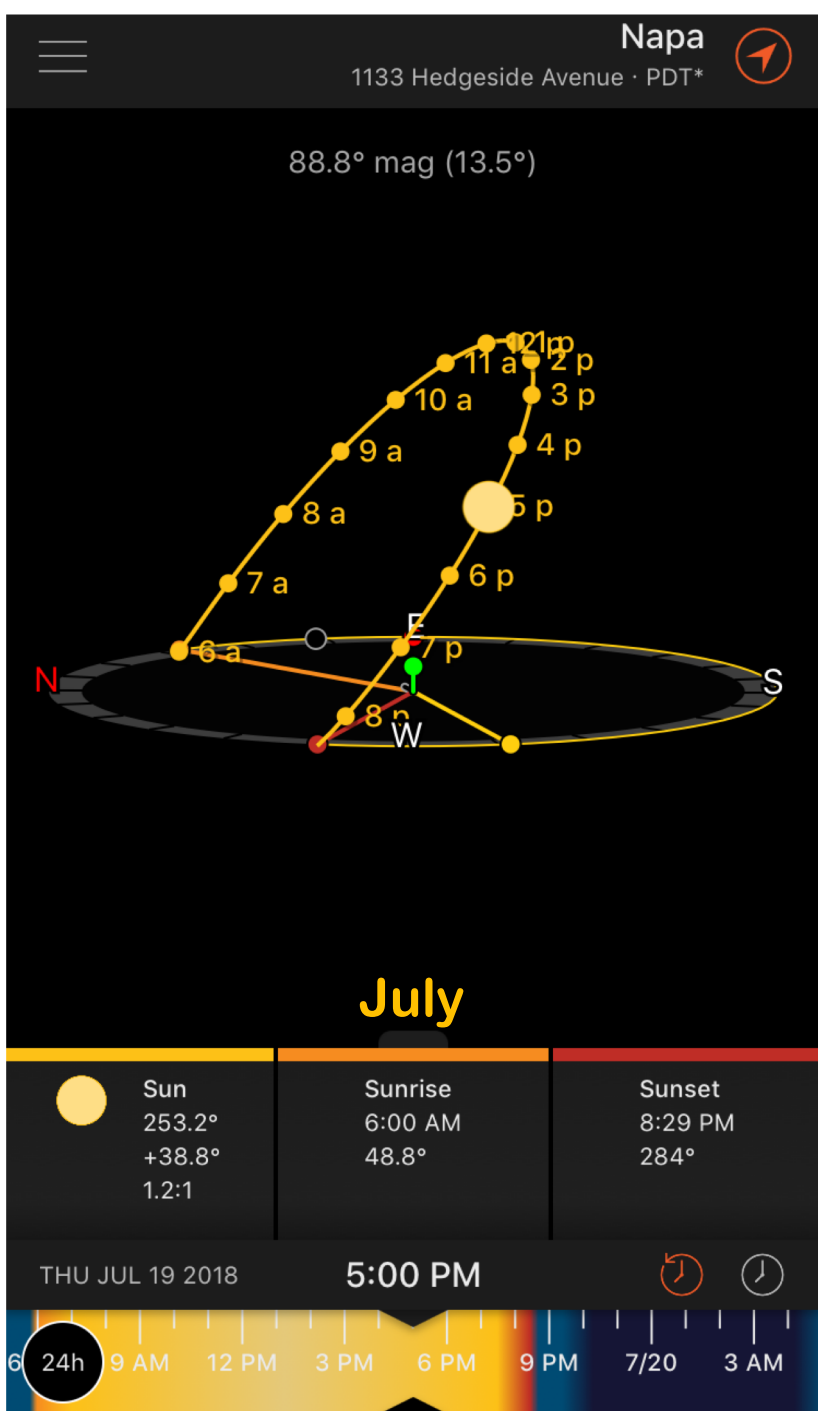 Napa
1133 Hedgeside Avenue · PDT*
88.8° mag (13.5°)
12 p
1 p
11 a
2 p
10 a
3 p
9 a
4 p
8 a
5 p
7 a
6 p
E
6 a
7 p
N
S
S
8 p
W
July
Sun
253.2°
+38.8°
1.2:1
Sunrise
6:00 AM
48.8°
Sunset
8:29 PM
284°
THU JUL 19 2018
5:00 PM
6
24h
9 AM
12 PM
3 PM
6 PM
9 PM
7/20
3 AM